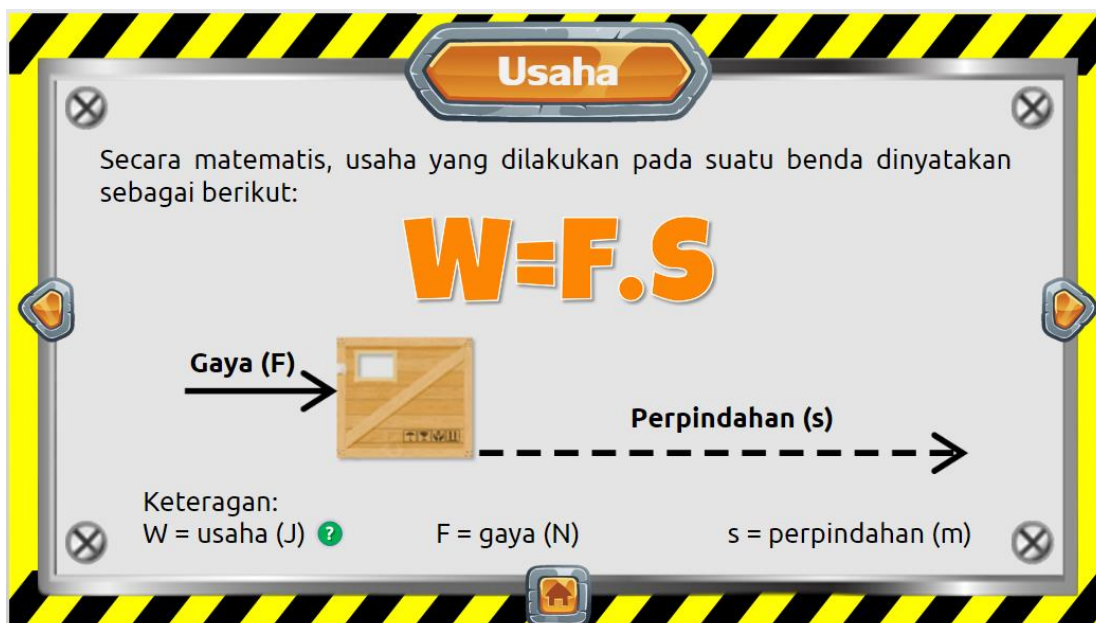 Usaha
Secara matematis, usaha yang dilakukan pada suatu benda dinyatakan
sebagai berikut:
W=F.S
Gaya (F)
Perpindahan (s)
Keteragan:
W = usaha (J) ? F = gaya (N) s = perpindahan (m)